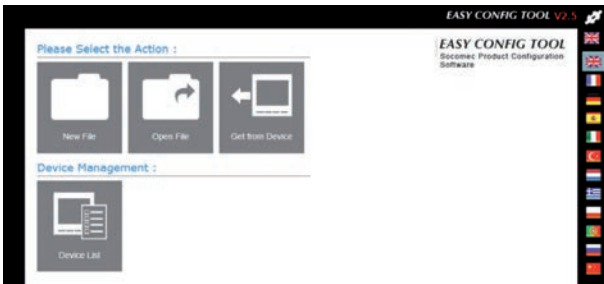 EASY CONFIG TOOL V2.5
Please Select the Action :
EASY CONFIG TOOL
Socomec Product Configuration
Software
New File
Open File
Get from Device
Device Management :
Device List